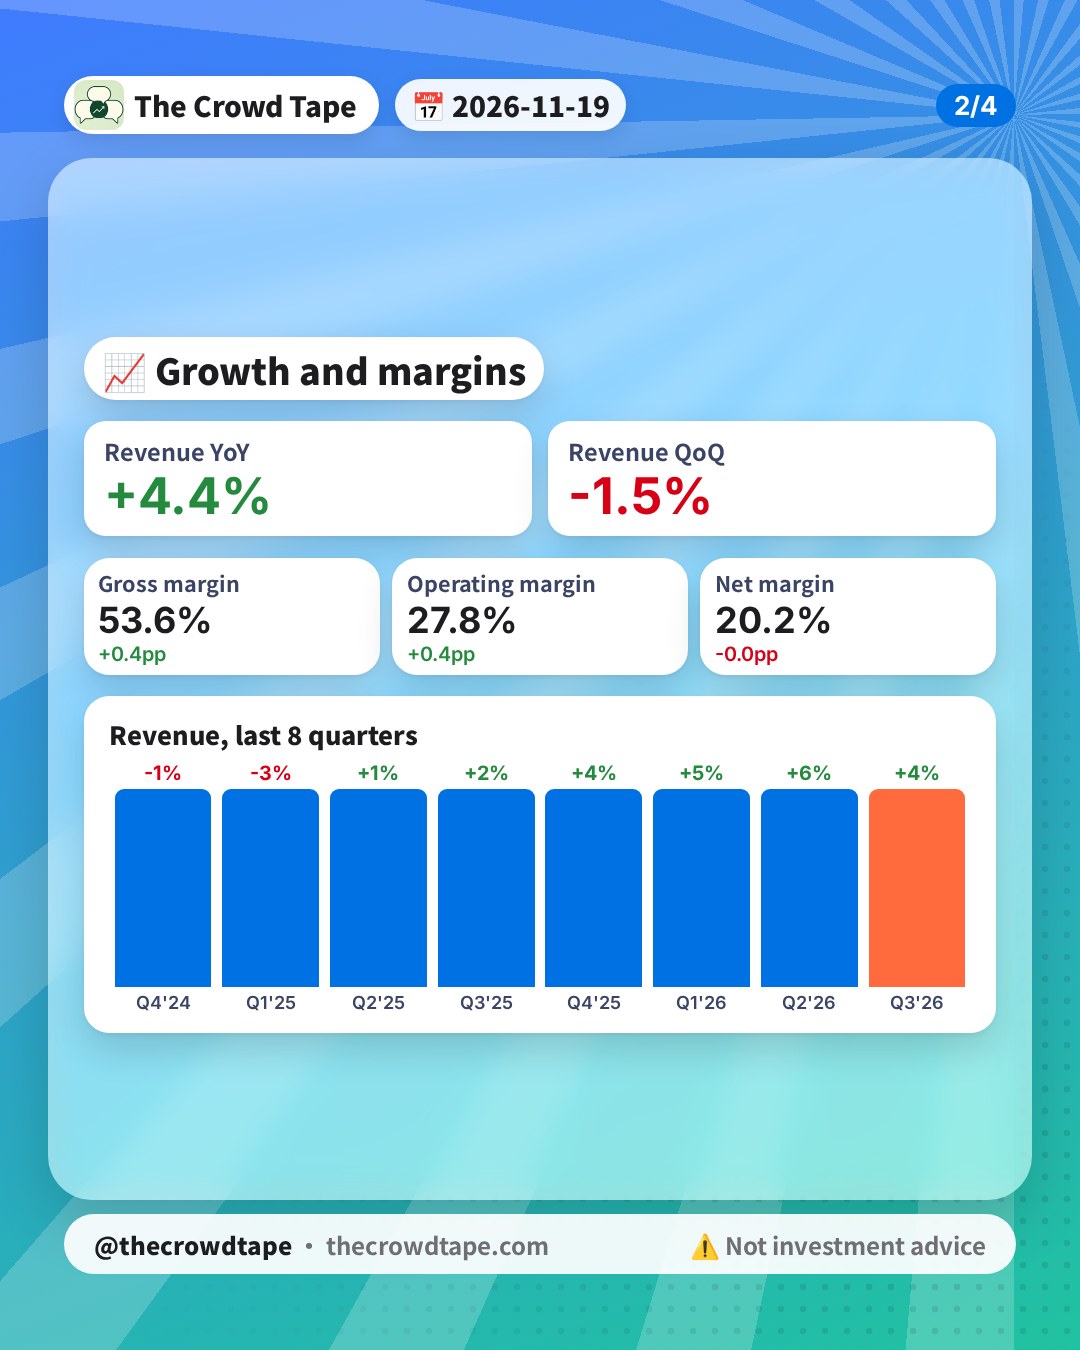 The Crowd Tape
📅 2026-11-19
2/4
📈 Growth and margins
Revenue YoY
+4.4%
Revenue QoQ
-1.5%
Gross margin
53.6%
+0.4pp
Operating margin
27.8%
+0.4pp
Net margin
20.2%
-0.0pp
Revenue, last 8 quarters
-1% -3% +1% +2% +4% +5% +6% +4%
Q4'24 Q1'25 Q2'25 Q3'25 Q4'25 Q1'26 Q2'26 Q3'26
@thecrowdtape • thecrowdtape.com
⚠️ Not investment advice